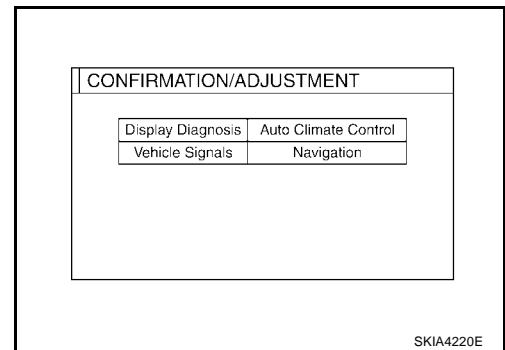 CONFIRMATION/ADJUSTMENT
Display Diagnosis Auto Climate Control
Vehicle Signals Navigation
SKIA4220E